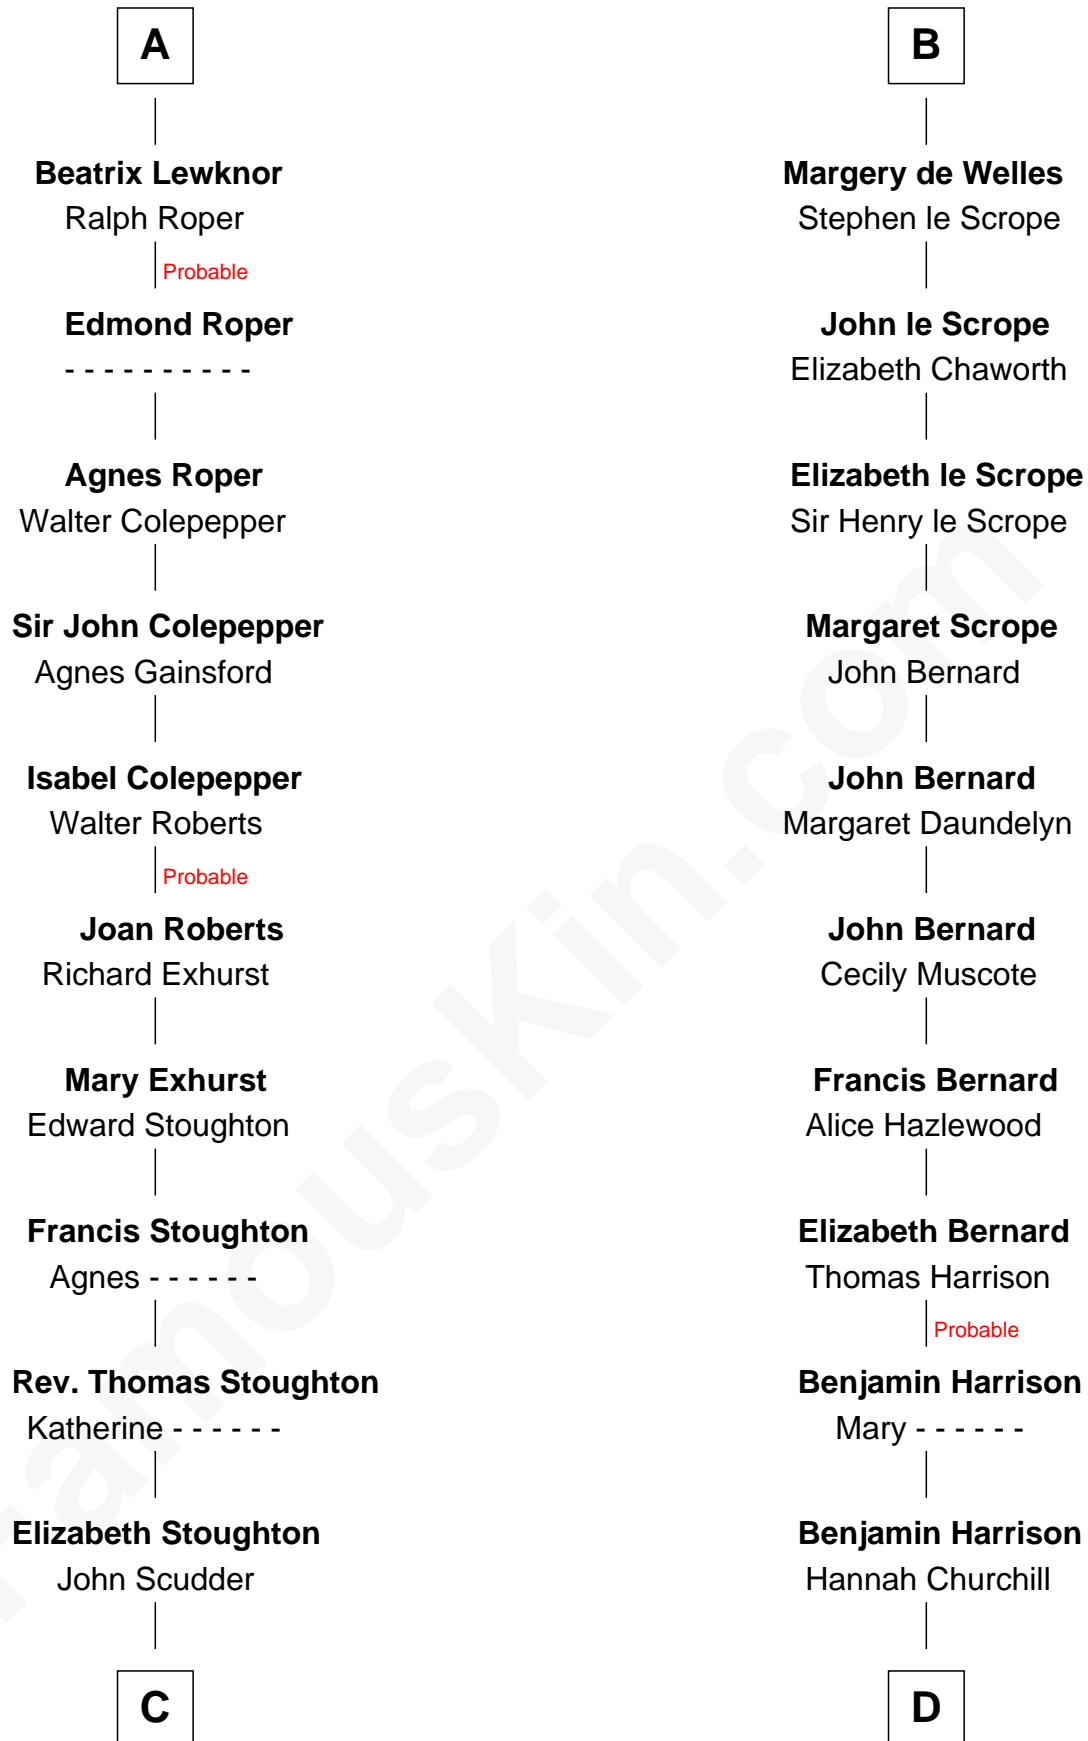 A
Beatrix Lewknor
Ralph Roper
Probable
Edmond Roper
- - - - - - - - - -
Agnes Roper
Walter Colepepper
Sir John Colepepper
Agnes Gainsford
Isabel Colepepper
Walter Roberts
Probable
Joan Roberts
Richard Exhurst
Mary Exhurst
Edward Stoughton
Francis Stoughton
Agnes - - - - - -
Rev. Thomas Stoughton
Katherine - - - - - -
Elizabeth Stoughton
John Scudder
C
B
Margery de Welles
Stephen le Scrope
John le Scrope
Elizabeth Chaworth
Elizabeth le Scrope
Sir Henry le Scrope
Margaret Scrope
John Bernard
John Bernard
Margaret Daundelyn
John Bernard
Cecily Muscote
Francis Bernard
Alice Hazlewood
Elizabeth Bernard
Thomas Harrison
Probable
Benjamin Harrison
Mary - - - - - -
Benjamin Harrison
Hannah Churchill
D
FamousKin.com